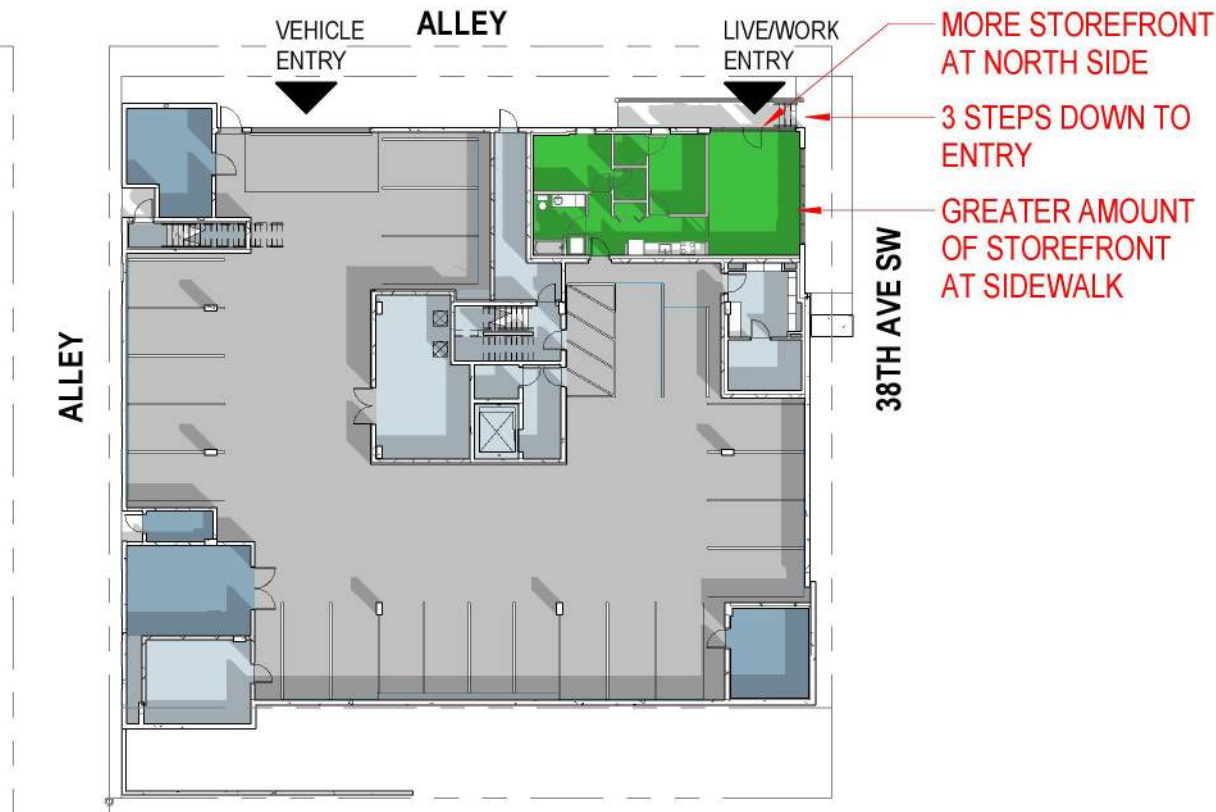 ALLEY
VEHICLE
ENTRY
LIVE/WORK
ENTRY
MORE STOREFRONT
AT NORTH SIDE
3 STEPS DOWN TO
ENTRY
GREATER AMOUNT
OF STOREFRONT
AT SIDEWALK
ALLEY
38TH AVE SW